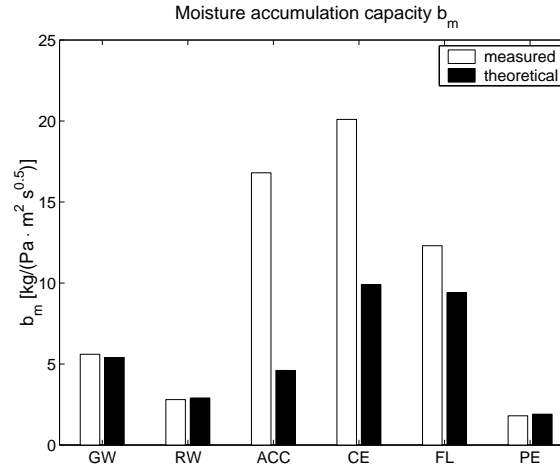 Moisture accumulation capacity b_m
measured
theoretical
b_m [kg/(Pa · m² s^0.5)]
25
20
15
10
5
0
GW RW ACC CE FL PE